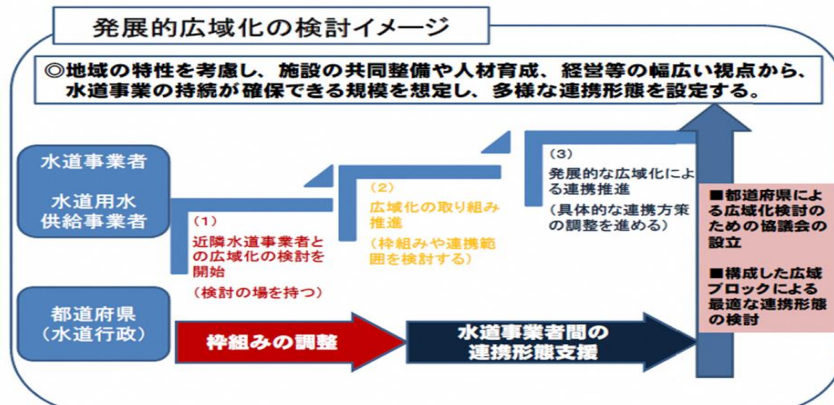 発展的広域化の検討イメージ
◎地域の特性を考慮し、施設の共同整備や人材育成、経営等の幅広い視点から、
水道事業の持続が確保できる規模を想定し、多様な連携形態を設定する。
水道事業者
水道用水
供給事業者
(1)
近隣水道事業者と
の広域化の検討を
開始
(検討の場を持つ)
(2)
広域化の取り組み
推進
(枠組みや連携範
囲を検討する)
(3)
発展的な広域化によ
る連携推進
(具体的な連携方策
の調整を進める)
■都道府県によ
る広域化検討の
ための協議会の
設立
■構成した広域
ブロックによる
最適な連携形態
の検討
都道府県
(水道行政)
枠組みの調整
水道事業者間の
連携形態支援